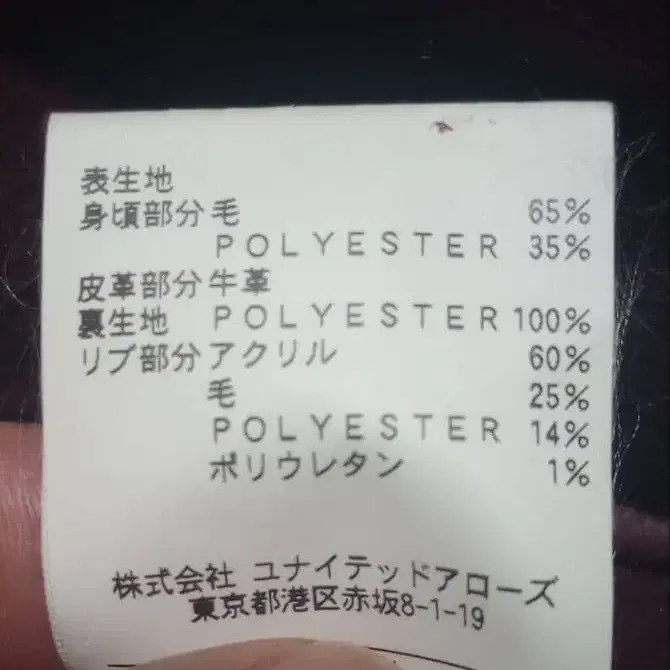 表生地
身頃部分 毛 65%
POLYESTER 35%
皮革部分 牛革
裏生地 POLYESTER 100%
リブ部分 アクリル 60%
毛 25%
POLYESTER 14%
ポリウレタン 1%
株式会社 ユナイテッドアローズ
東京都港区赤坂8-1-19